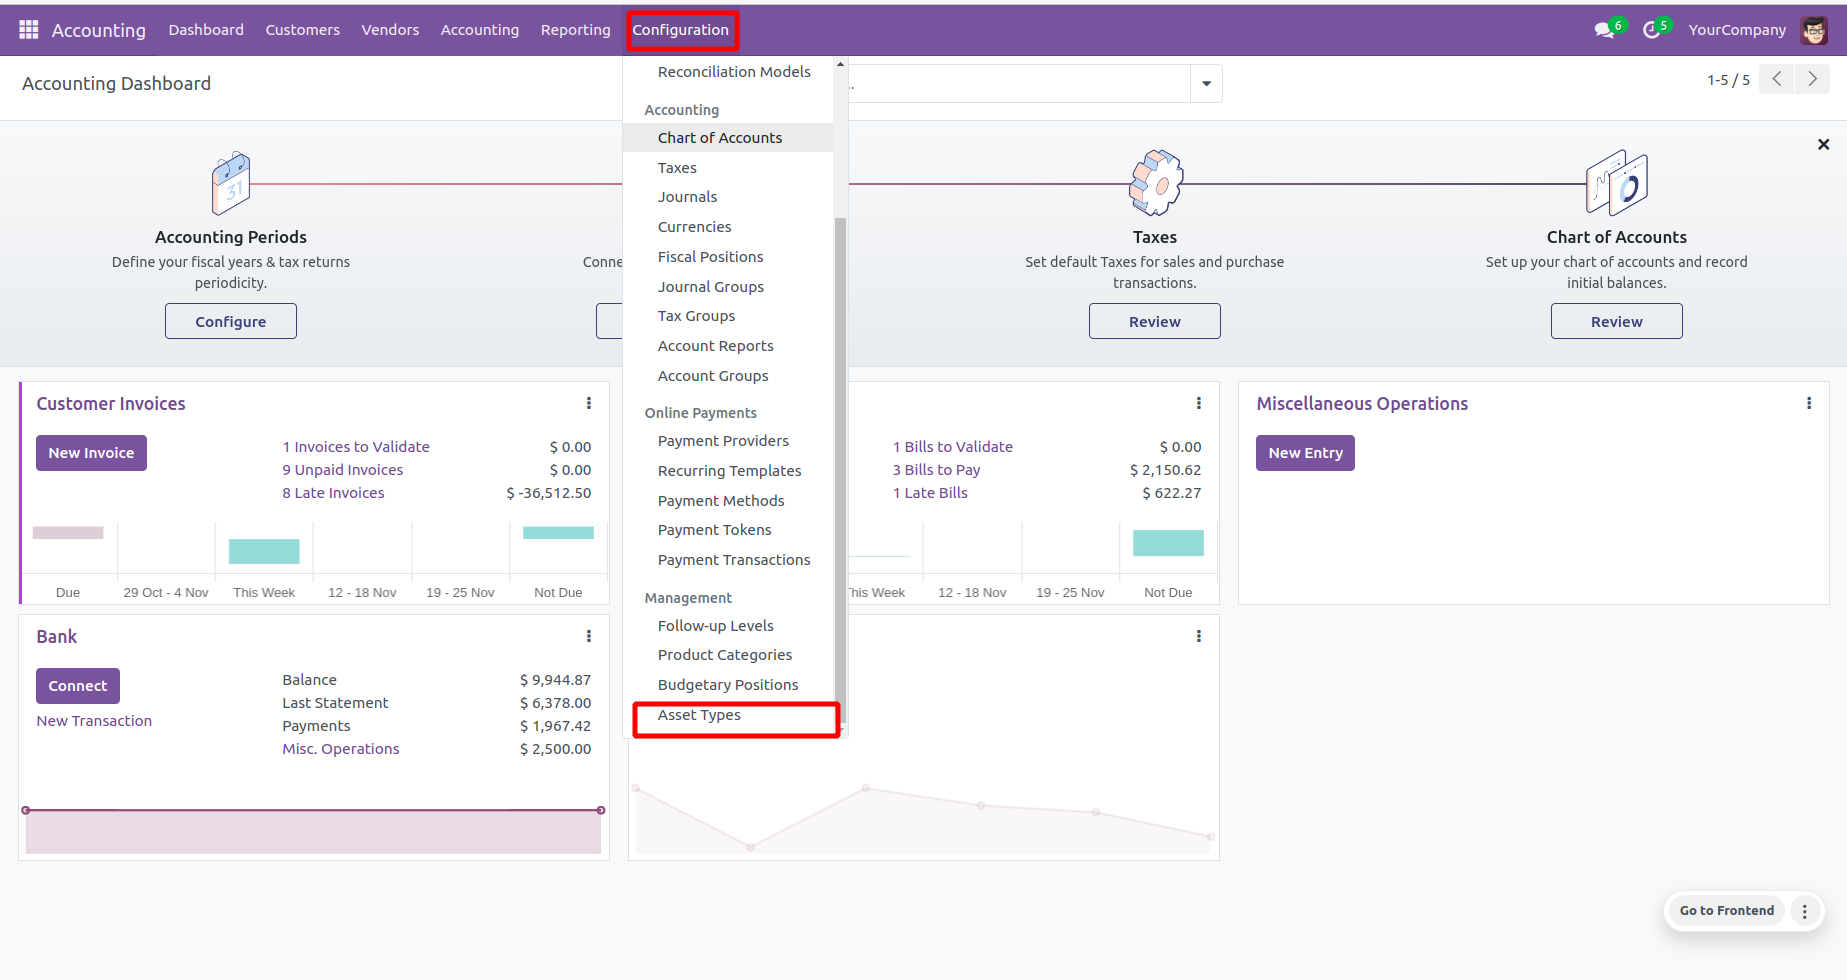 Accounting Dashboard Customers Vendors Accounting Reporting Configuration 6 5 YourCompany
Accounting Dashboard
..
1-5 / 5
Reconciliation Models
Accounting
Chart of Accounts
Taxes
Journals
Currencies
Fiscal Positions
Journal Groups
Tax Groups
Account Reports
Account Groups
Online Payments
Payment Providers
Recurring Templates
Payment Methods
Payment Tokens
Payment Transactions
Management
Follow-up Levels
Product Categories
Budgetary Positions
Asset Types
31
Accounting Periods
Define your fiscal years & tax returns
periodicity.
Configure
Conne
Taxes
Set default Taxes for sales and purchase
transactions.
Review
Chart of Accounts
Set up your chart of accounts and record
initial balances.
Review
Customer Invoices
New Invoice
1 Invoices to Validate $ 0.00
9 Unpaid Invoices $ 0.00
8 Late Invoices $ -36,512.50
Due 29 Oct - 4 Nov This Week 12 - 18 Nov 19 - 25 Nov Not Due
1 Bills to Validate $ 0.00
3 Bills to Pay $ 2,150.62
1 Late Bills $ 622.27
This Week 12 - 18 Nov 19 - 25 Nov Not Due
Miscellaneous Operations
New Entry
Bank
Connect
New Transaction
Balance $ 9,944.87
Last Statement $ 6,378.00
Payments $ 1,967.42
Misc. Operations $ 2,500.00
Go to Frontend